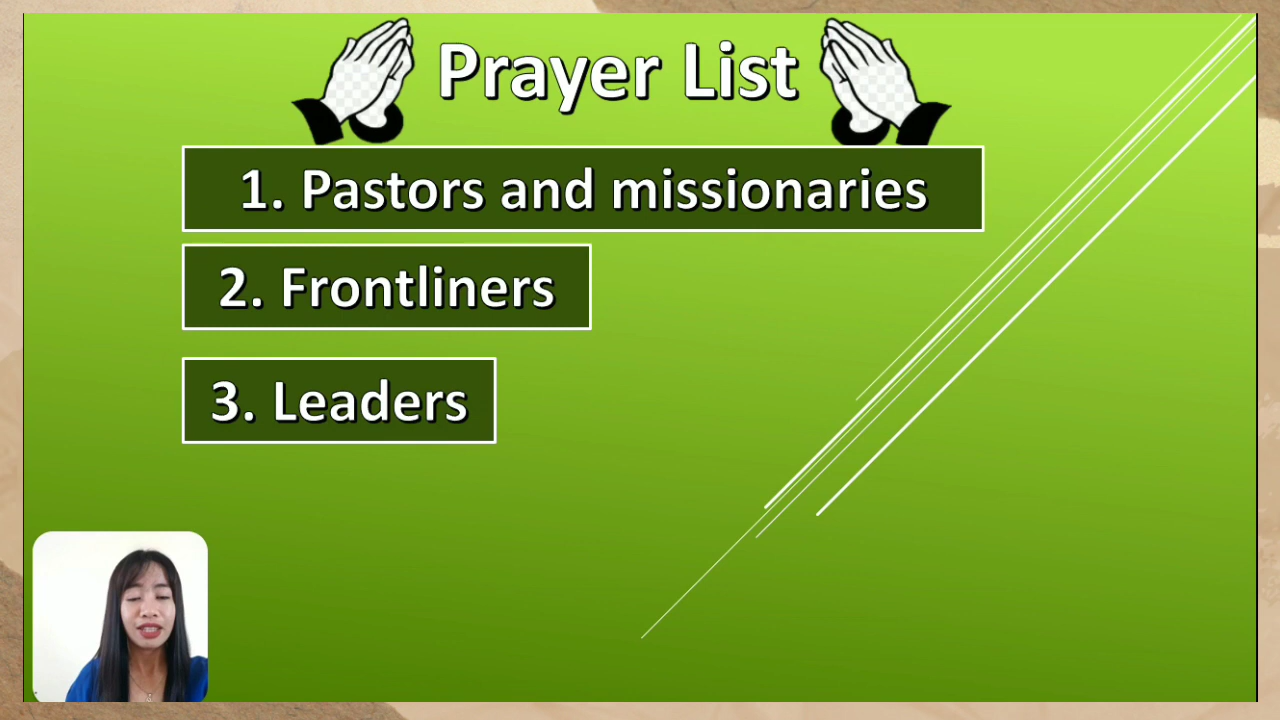 Prayer List
1. Pastors and missionaries
2. Frontliners
3. Leaders